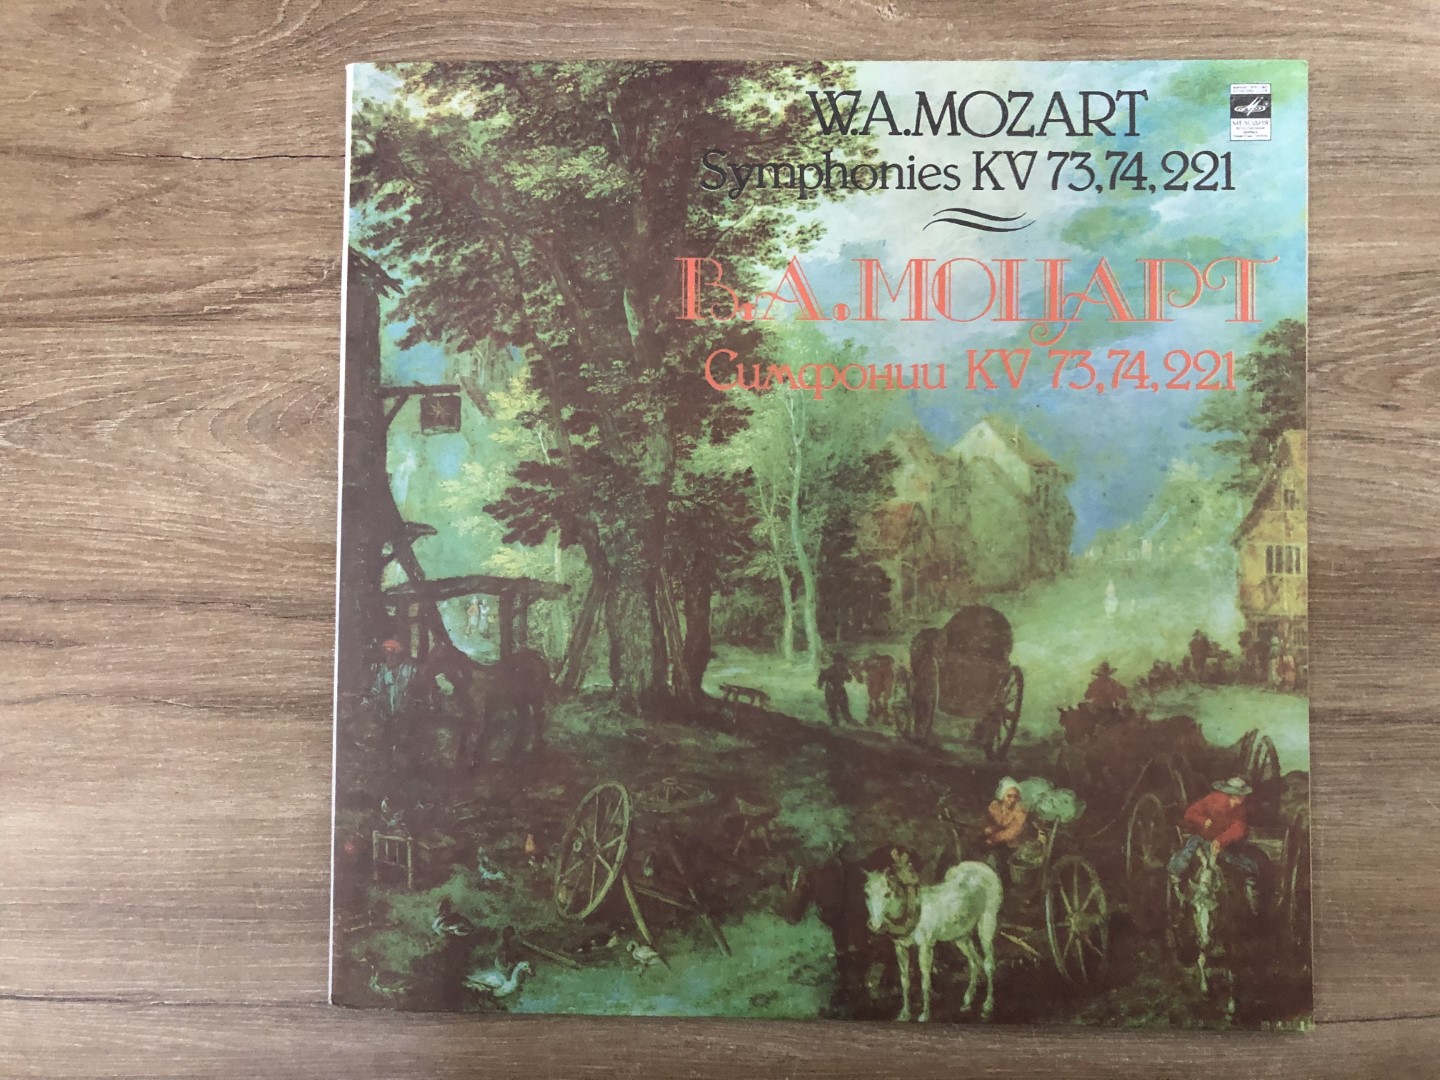 W.A.MOZART
Symphonies KV 73,74,221
В.А.МОЦАРТ
Симфонии KV 73,74,221